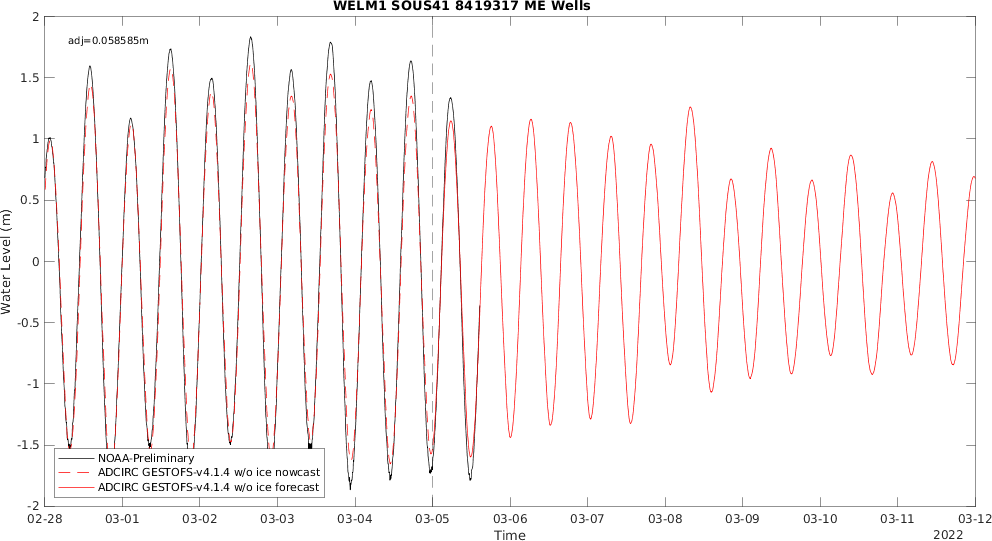 WELM1 SOUS41 8419317 ME Wells
adj=0.058585m
2
1.5
1
0.5
0
-0.5
-1
-1.5
-2
Water Level (m)
NOAA-Preliminary
ADCIRC GESTOFS-v4.1.4 w/o ice nowcast
ADCIRC GESTOFS-v4.1.4 w/o ice forecast
02-28 03-01 03-02 03-03 03-04 03-05 03-06 03-07 03-08 03-09 03-10 03-11 03-12
Time
2022